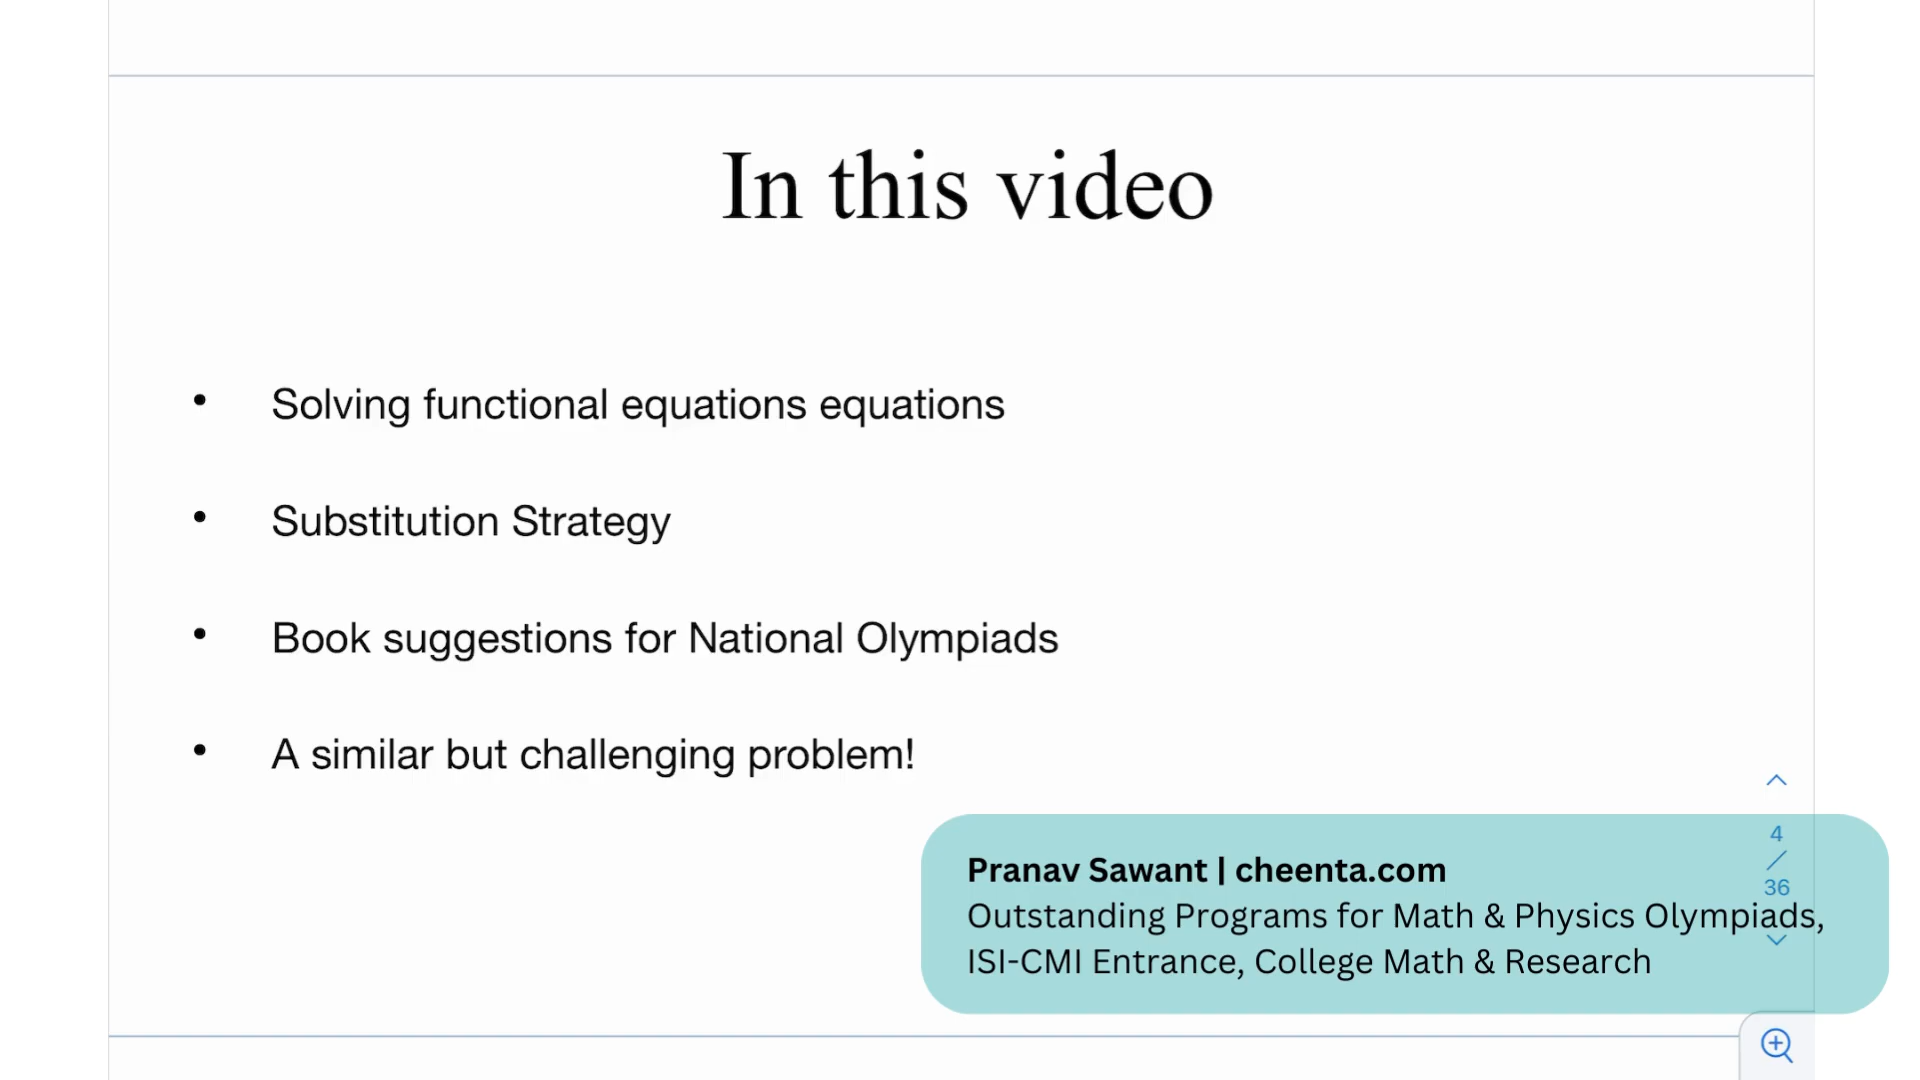 In this video
• Solving functional equations equations
• Substitution Strategy
• Book suggestions for National Olympiads
• A similar but challenging problem!
4
/
36
Pranav Sawant | cheenta.com
Outstanding Programs for Math & Physics Olympiads,
ISI-CMI Entrance, College Math & Research